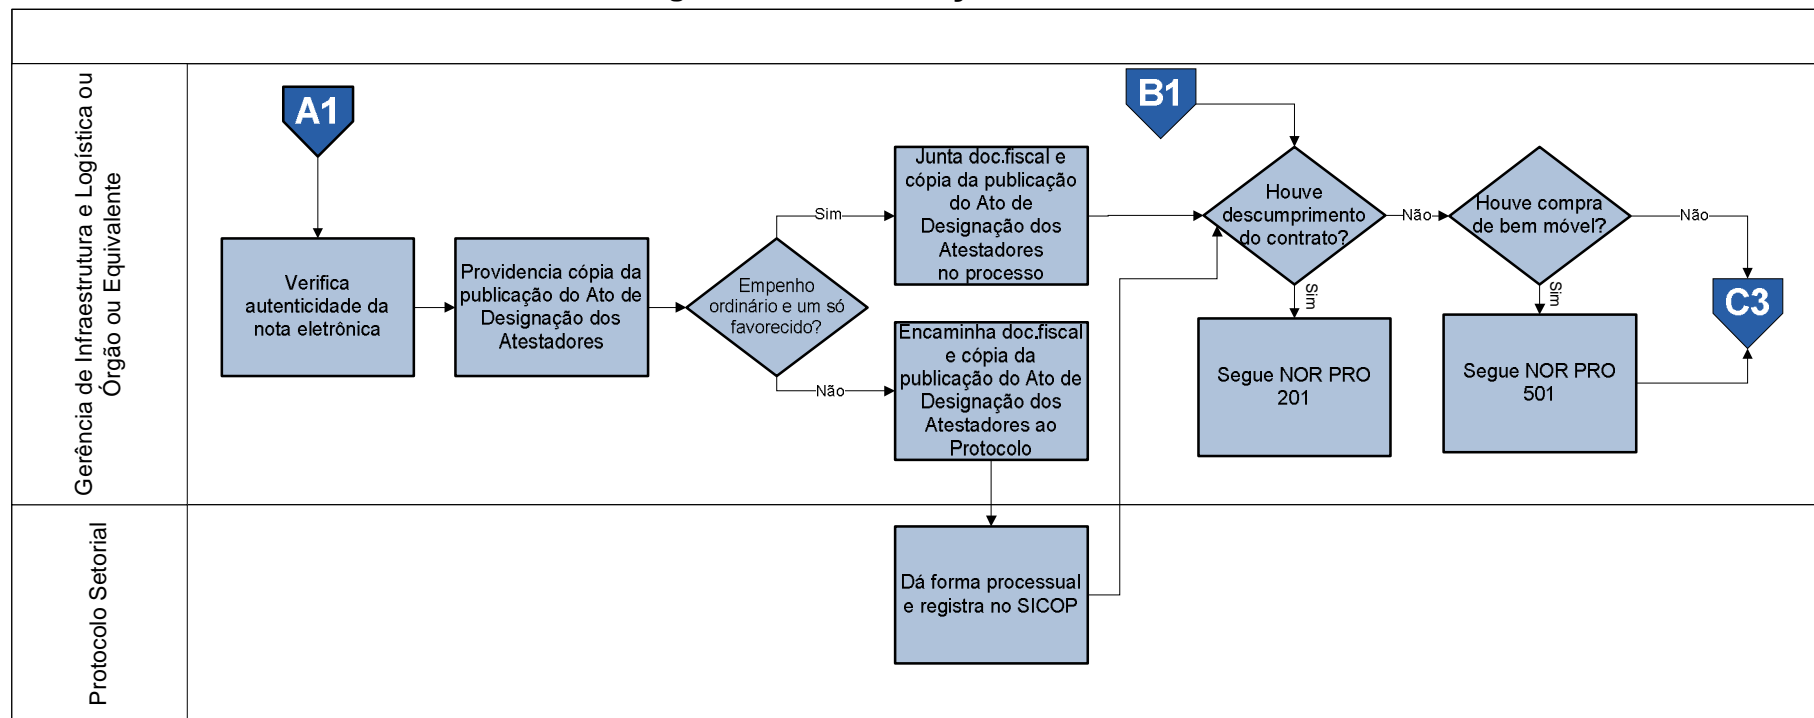 Gerência de Infraestrutura e Logística ou
Órgão ou Equivalente
A1
Verifica
autenticidade da
nota eletrônica
Providencia cópia da
publicação do Ato de
Designação dos
Atestadores
Empenho
ordinário e um só
favorecido?
Sim
Não
Junta doc.fiscal e
cópia da publicação
do Ato de
Designação dos
Atestadores
no processo
Encaminha doc.fiscal
e cópia da
publicação do Ato de
Designação dos
Atestadores ao
Protocolo
B1
Houve
descumprimento
do contrato?
Não
Sim
Segue NOR PRO
201
Houve compra
de bem móvel?
Não
Sim
Segue NOR PRO
501
C3
Protocolo Setorial
Dá forma processual
e registra no SICOP